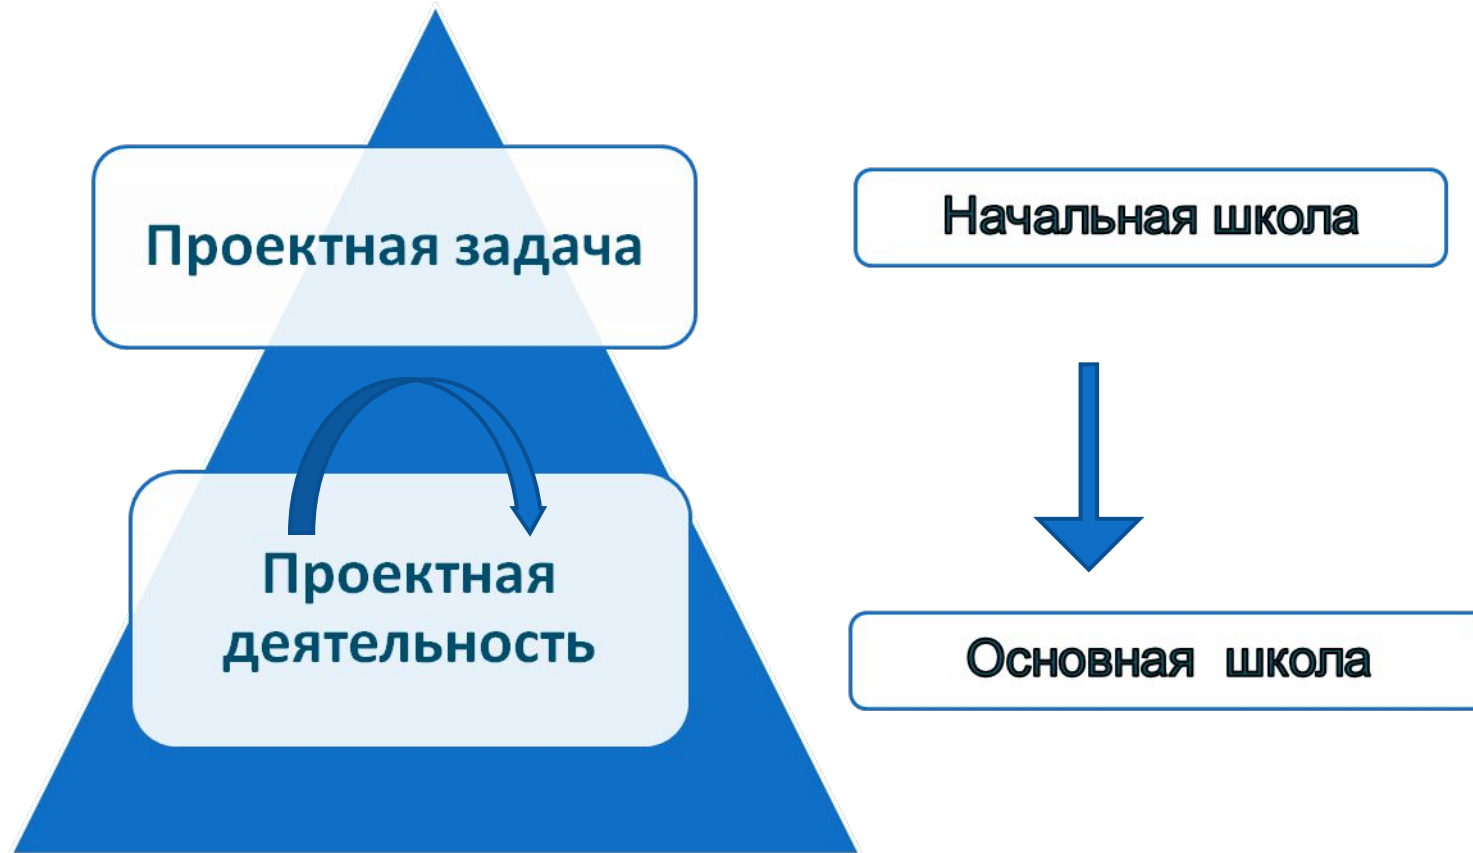 Проектная задача
Начальная школа
Проектная
деятельность
Основная школа